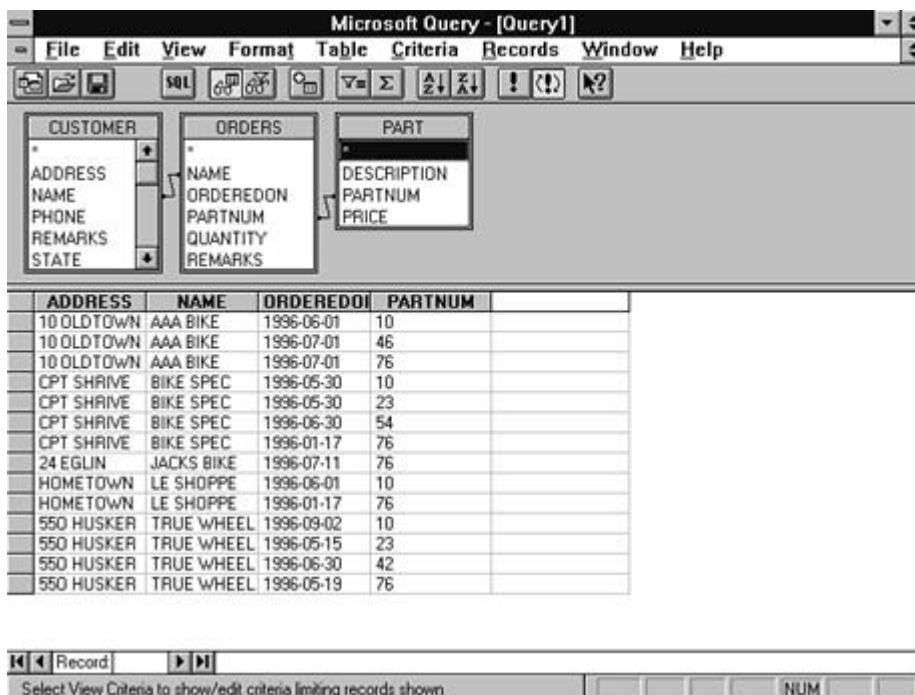 Microsoft Query - [Query1]
File Edit View Format Table Criteria Records Window Help
SQL
CUSTOMER
*
ADDRESS
NAME
PHONE
REMARKS
STATE
ORDERS
*
NAME
ORDEREDON
PARTNUM
QUANTITY
REMARKS
PART
*
DESCRIPTION
PARTNUM
PRICE
ADDRESS NAME ORDEREDOI PARTNUM
10 OLDTOWN AAA BIKE 1996-06-01 10
10 OLDTOWN AAA BIKE 1996-07-01 46
10 OLDTOWN AAA BIKE 1996-07-01 76
CPT SHRIVE BIKE SPEC 1996-05-30 10
CPT SHRIVE BIKE SPEC 1996-05-30 23
CPT SHRIVE BIKE SPEC 1996-06-30 54
CPT SHRIVE BIKE SPEC 1996-01-17 76
24 EGLIN JACKS BIKE 1996-07-11 76
HOMETOWN LE SHOPPE 1996-06-01 10
HOMETOWN LE SHOPPE 1996-01-17 76
550 HUSKER TRUE WHEEL 1996-09-02 10
550 HUSKER TRUE WHEEL 1996-05-15 23
550 HUSKER TRUE WHEEL 1996-06-30 42
550 HUSKER TRUE WHEEL 1996-05-19 76
Record:
Select View Criteria to show/edit criteria limiting records shown NUM